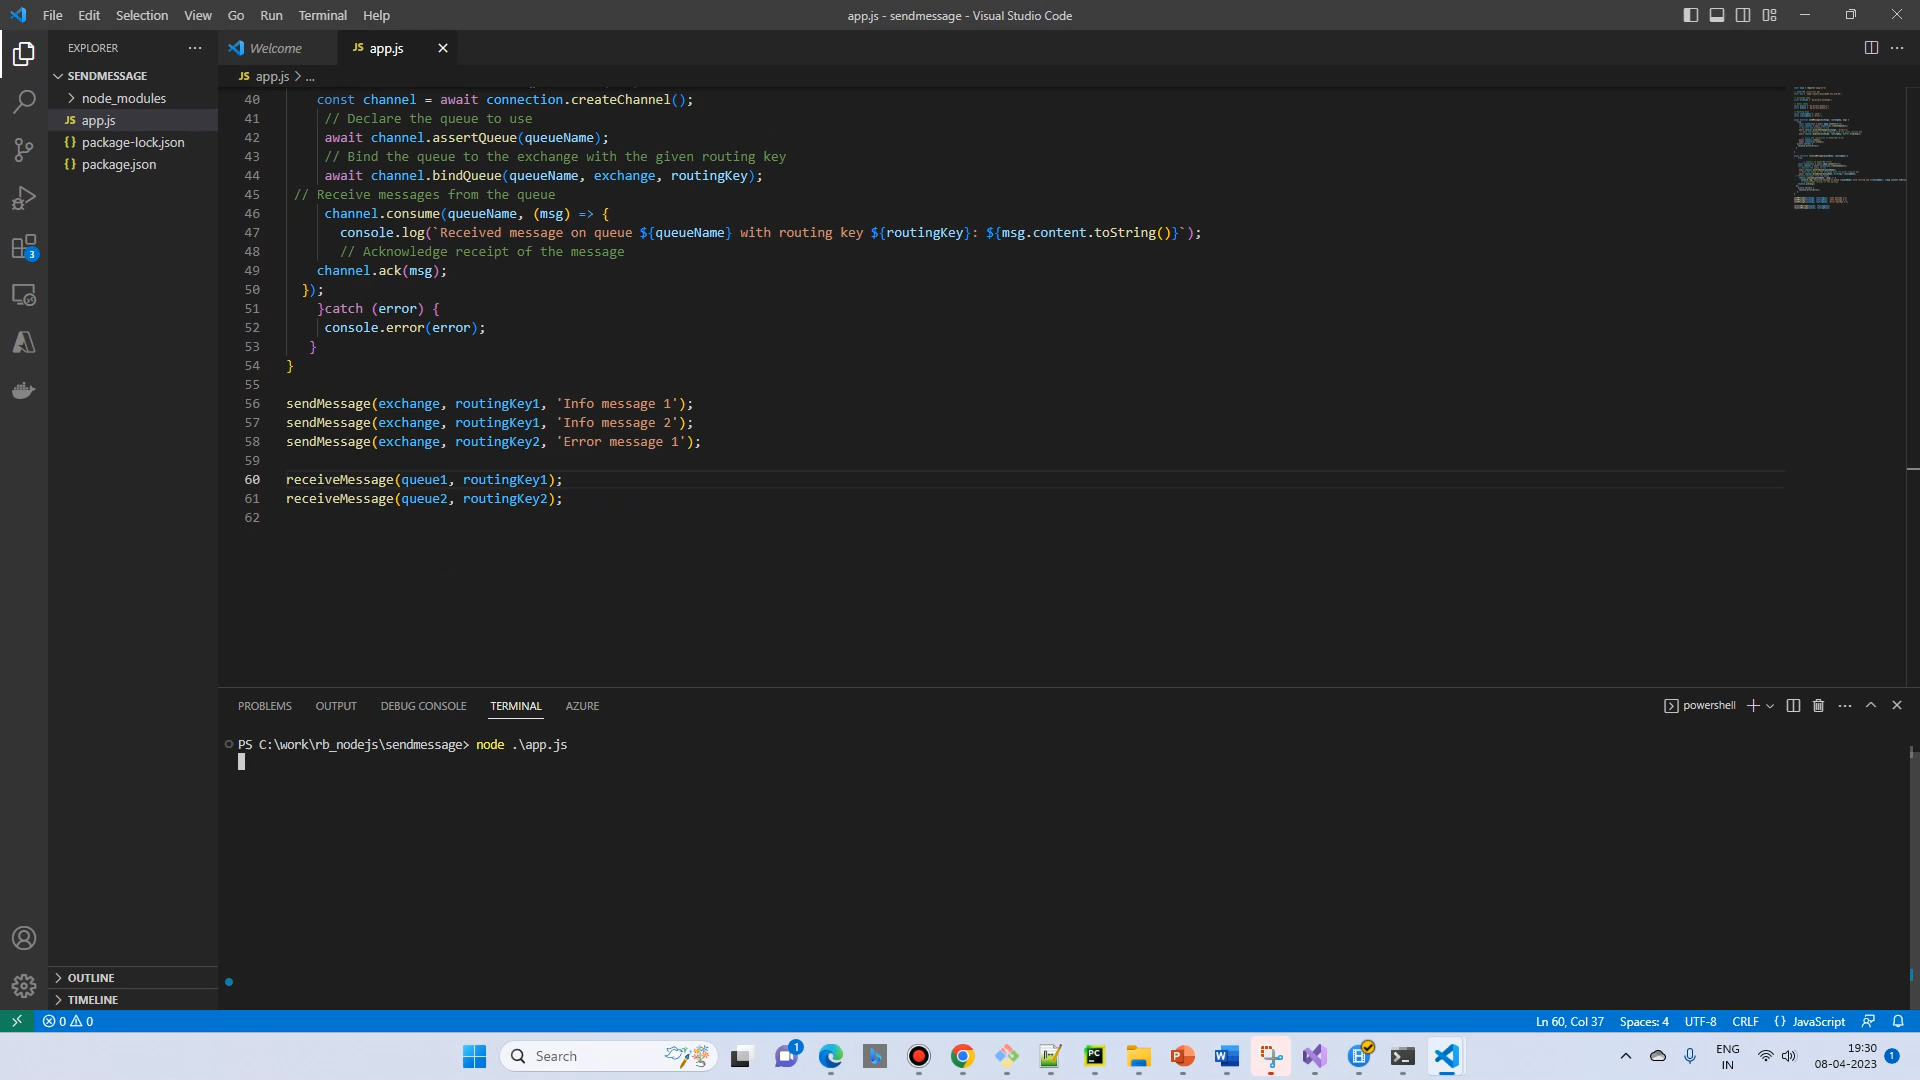 File Edit Selection View Go Run Terminal Help
app.js - sendmessage - Visual Studio Code
EXPLORER
Welcome
JS app.js
SENDMESSAGE
JS app.js > ...
node_modules
JS app.js
{} package-lock.json
{} package.json
40 const channel = await connection.createChannel();
41 // Declare the queue to use
42 await channel.assertQueue(queueName);
43 // Bind the queue to the exchange with the given routing key
44 await channel.bindQueue(queueName, exchange, routingKey);
45 // Receive messages from the queue
46 channel.consume(queueName, (msg) => {
47 console.log(`Received message on queue ${queueName} with routing key ${routingKey}: ${msg.content.toString()}`);
48 // Acknowledge receipt of the message
49 channel.ack(msg);
50 });
51 }catch (error) {
52 console.error(error);
53 }
54 }
55
56 sendMessage(exchange, routingKey1, 'Info message 1');
57 sendMessage(exchange, routingKey1, 'Info message 2');
58 sendMessage(exchange, routingKey2, 'Error message 1');
59
60 receiveMessage(queue1, routingKey1);
61 receiveMessage(queue2, routingKey2);
62
3
PROBLEMS OUTPUT DEBUG CONSOLE TERMINAL AZURE
powershell
PS C:\work\rb_nodejs\sendmessage> node .\app.js
OUTLINE
TIMELINE
0 0
Ln 60, Col 37 Spaces: 4 UTF-8 CRLF {} JavaScript
Search
1
PC
P
W
ENG
IN
19:30
08-04-2023
1